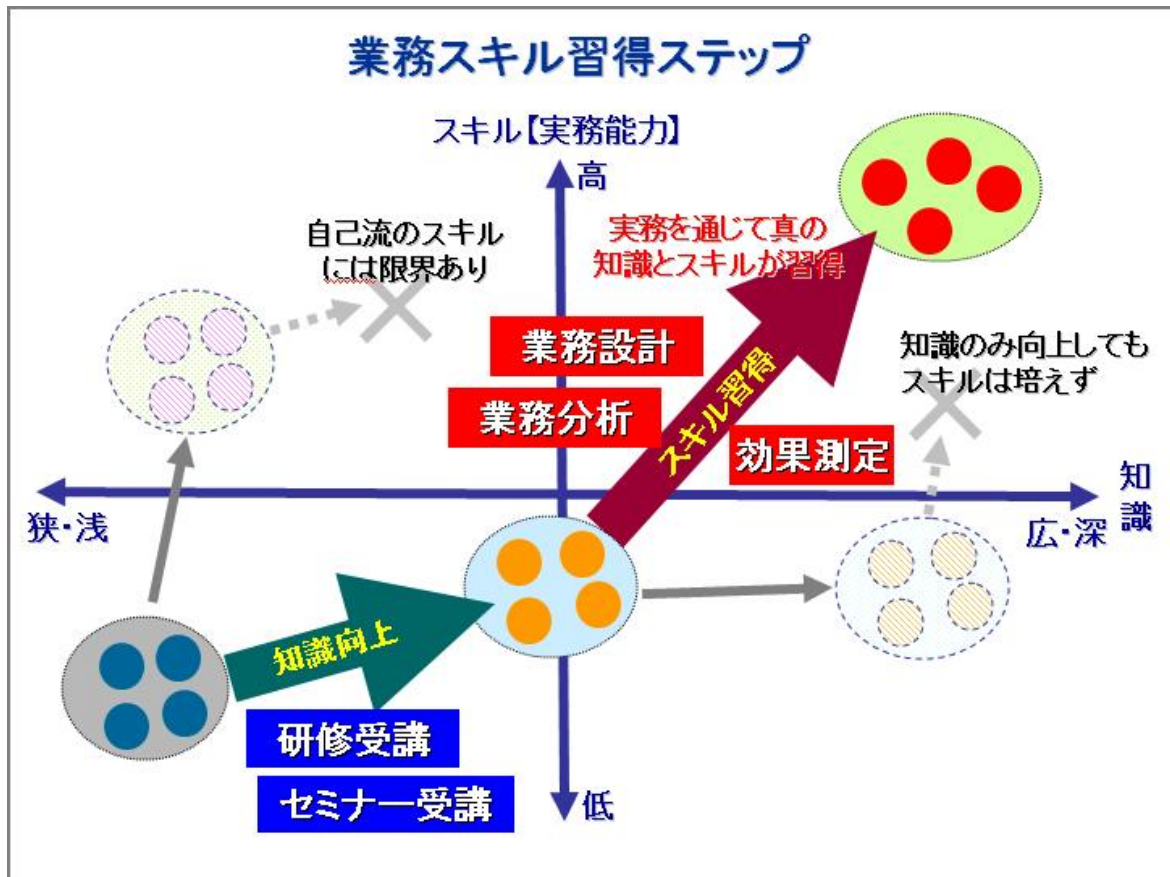 業務スキル習得ステップ
スキル【実務能力】
高
自己流のスキル
には限界あり
実務を通じて真の
知識とスキルが習得
業務設計
業務分析
スキル習得
効果測定
知識のみ向上しても
スキルは培えず
狭・浅
広・深
知
識
知識向上
研修受講
セミナー受講
低